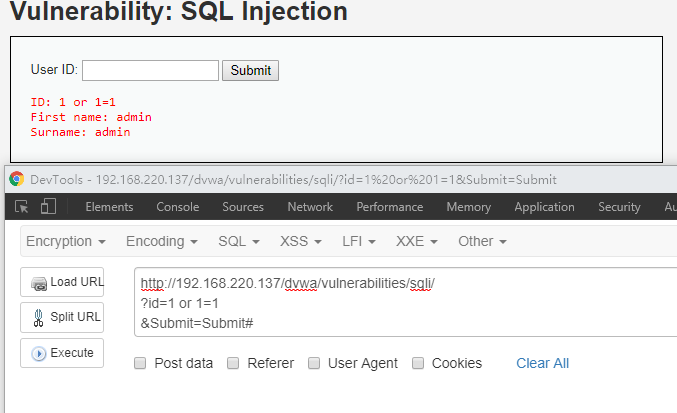 Vulnerability: SQL Injection
User ID: Submit
ID: 1 or 1=1
First name: admin
Surname: admin
DevTools - 192.168.220.137/dvwa/vulnerabilities/sqli/?id=1%20or%201=1&Submit=Submit
Elements Console Sources Network Performance Memory Application Security Au
Encryption Encoding SQL XSS LFI XXE Other
Load URL http://192.168.220.137/dvwa/vulnerabilities/sqli/
?id=1 or 1=1
Split URL &Submit=Submit#
Execute Post data Referer User Agent Cookies Clear All